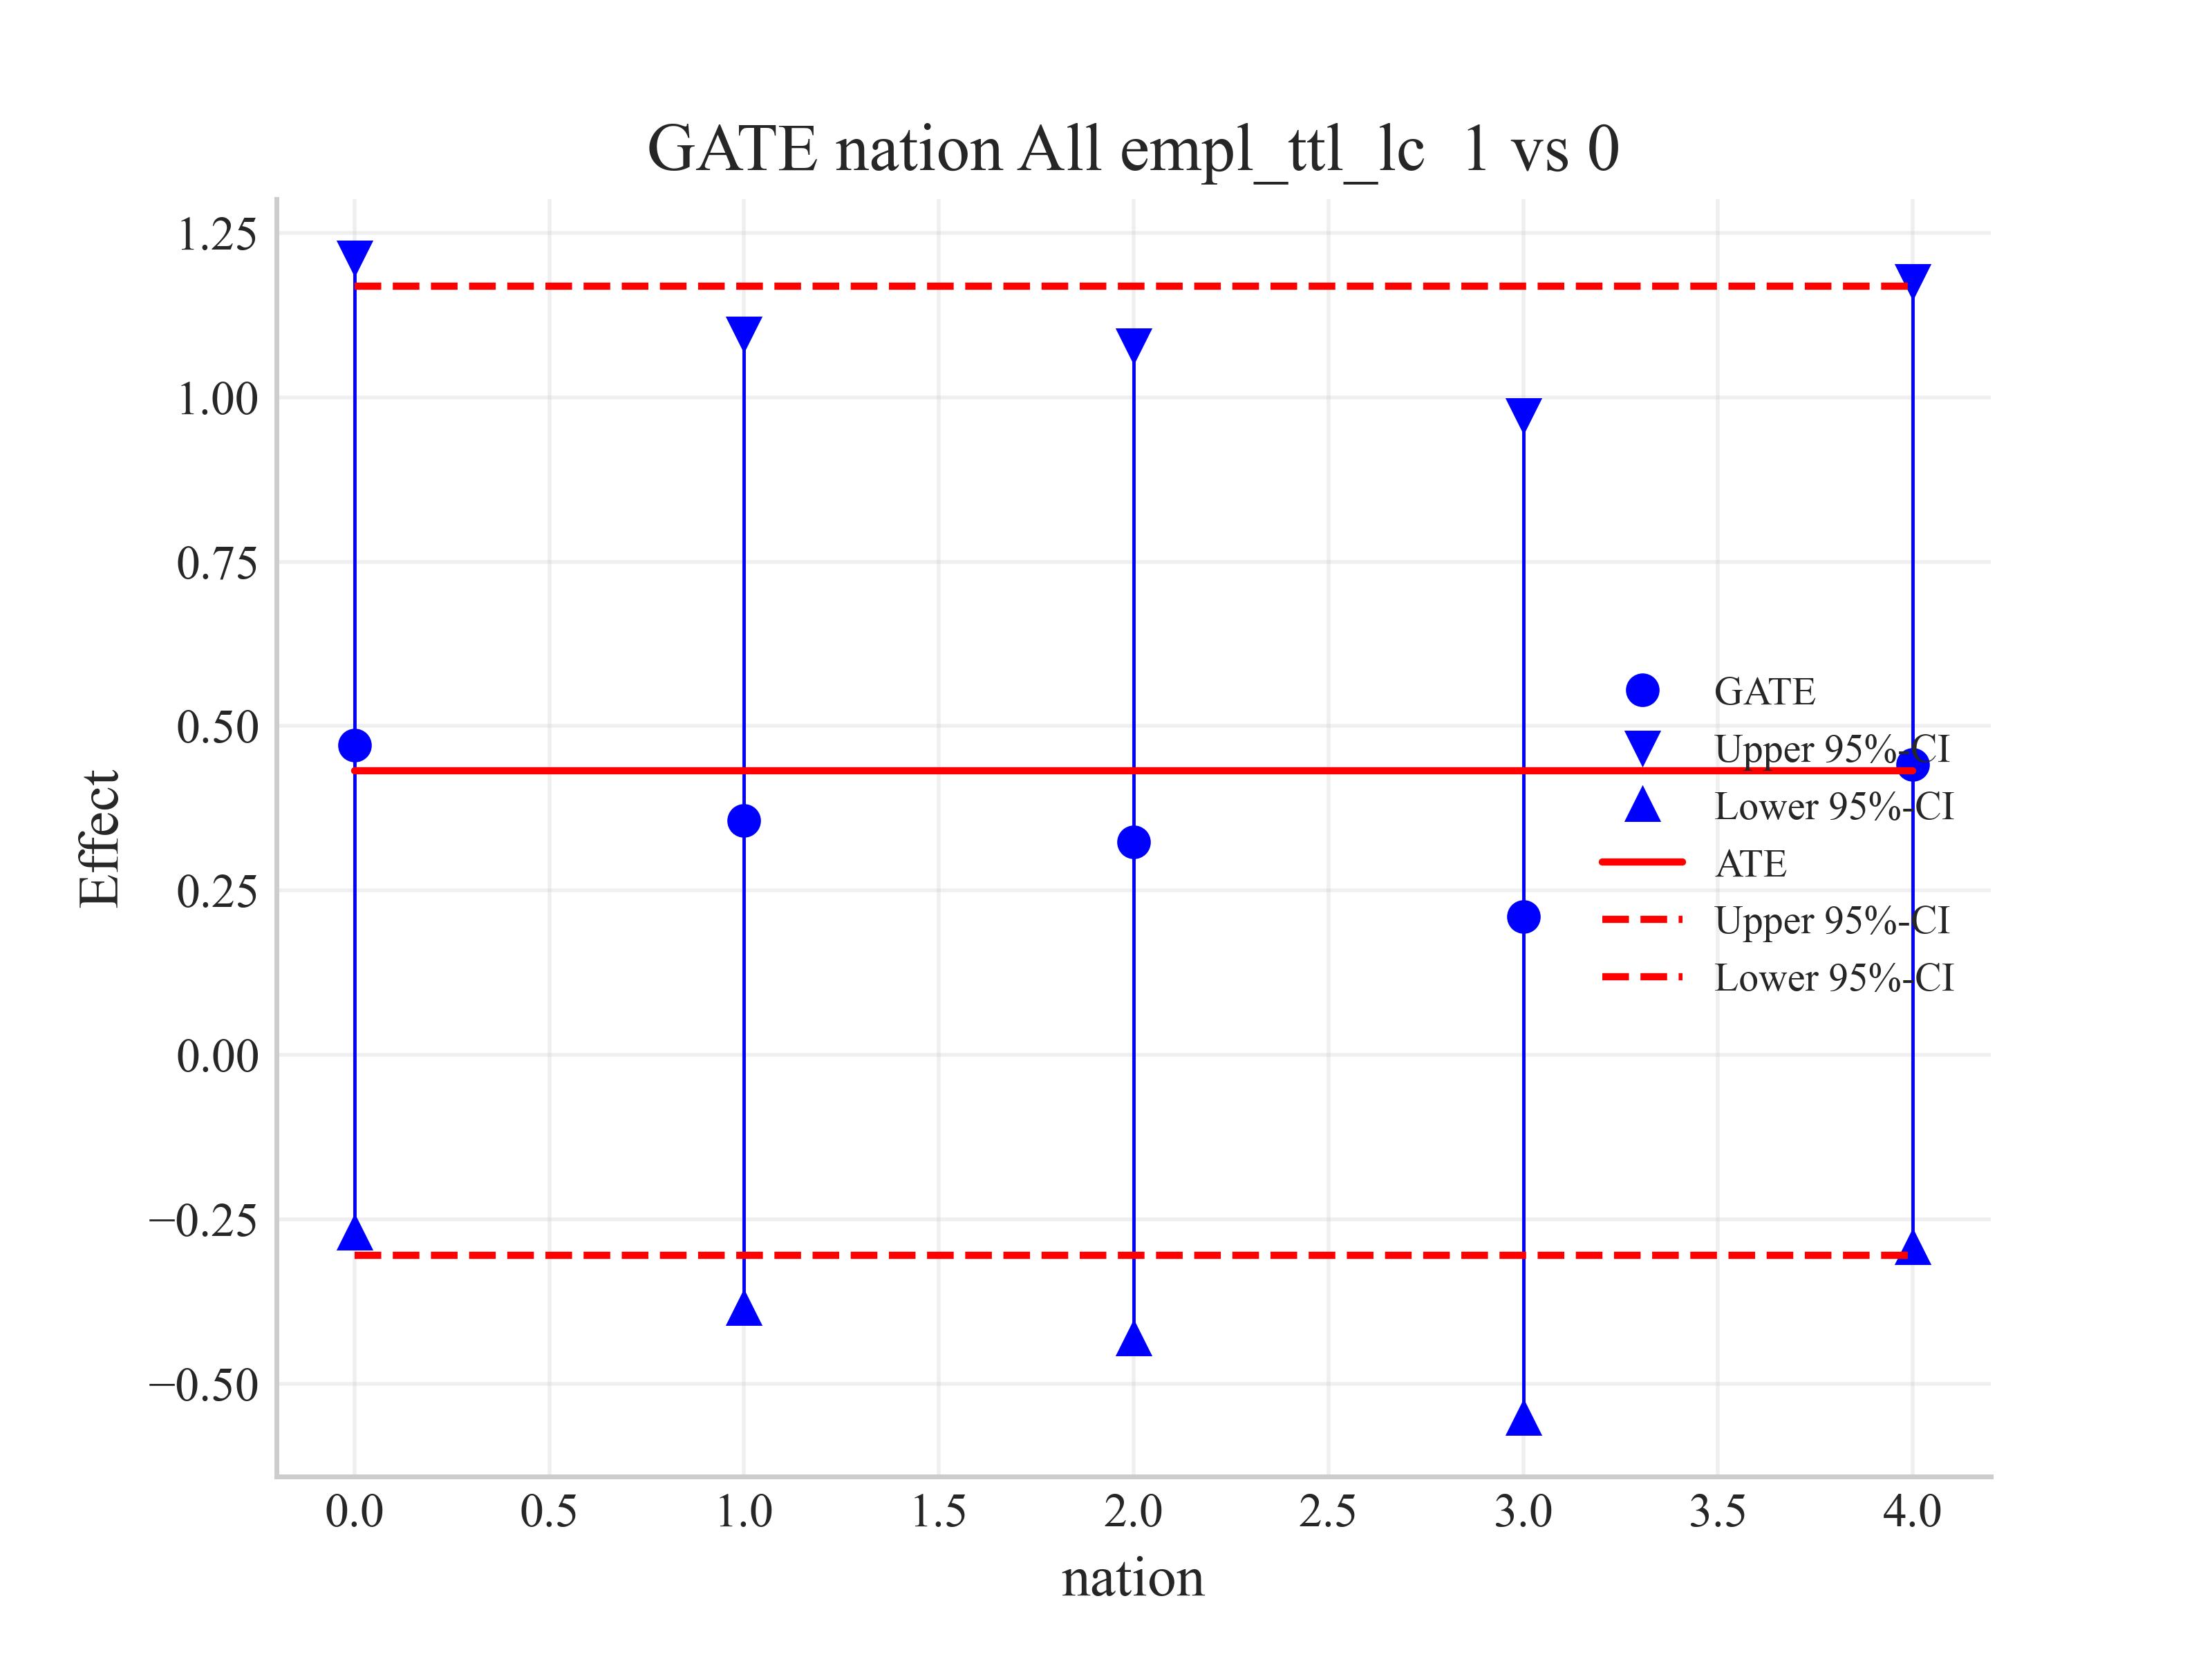 GATE nation All empl_ttl_lc 1 vs 0
Effect
1.25
1.00
0.75
0.50
0.25
0.00
−0.25
−0.50
GATE
Upper 95%-CI
Lower 95%-CI
ATE
Upper 95%-CI
Lower 95%-CI
0.0 0.5 1.0 1.5 2.0 2.5 3.0 3.5 4.0
nation